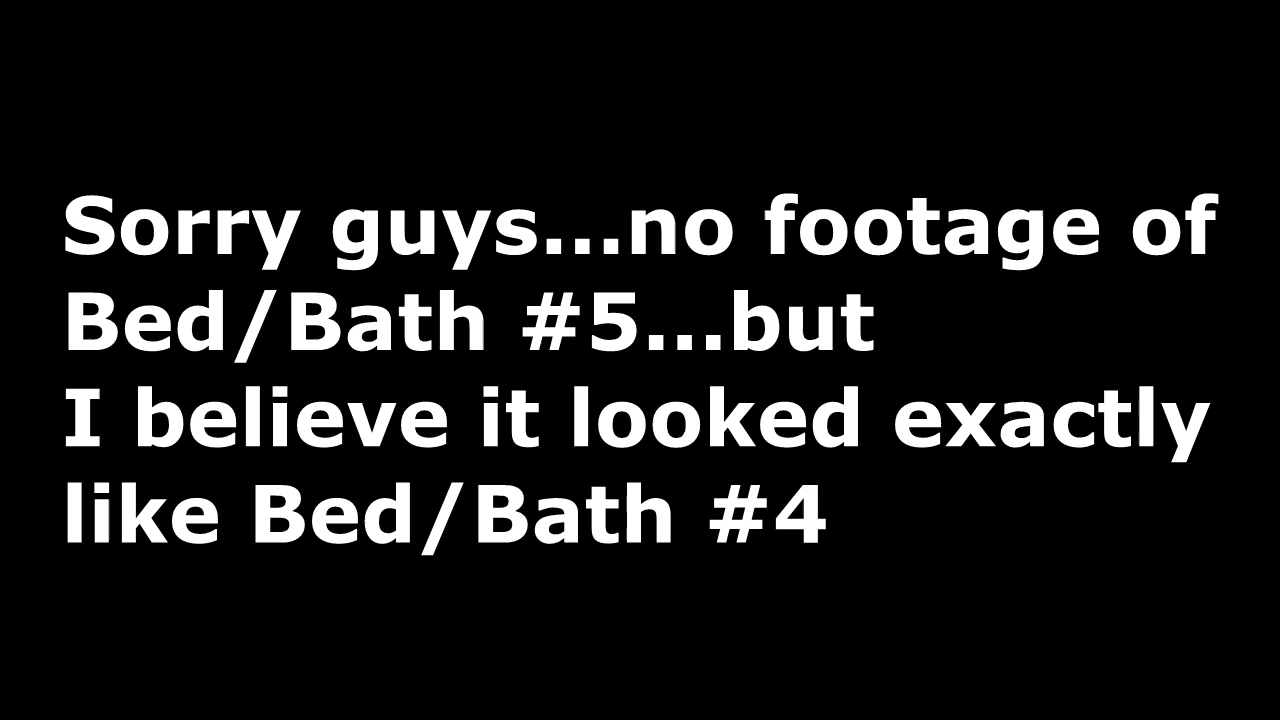 Sorry guys...no footage of
Bed/Bath #5...but
I believe it looked exactly
like Bed/Bath #4